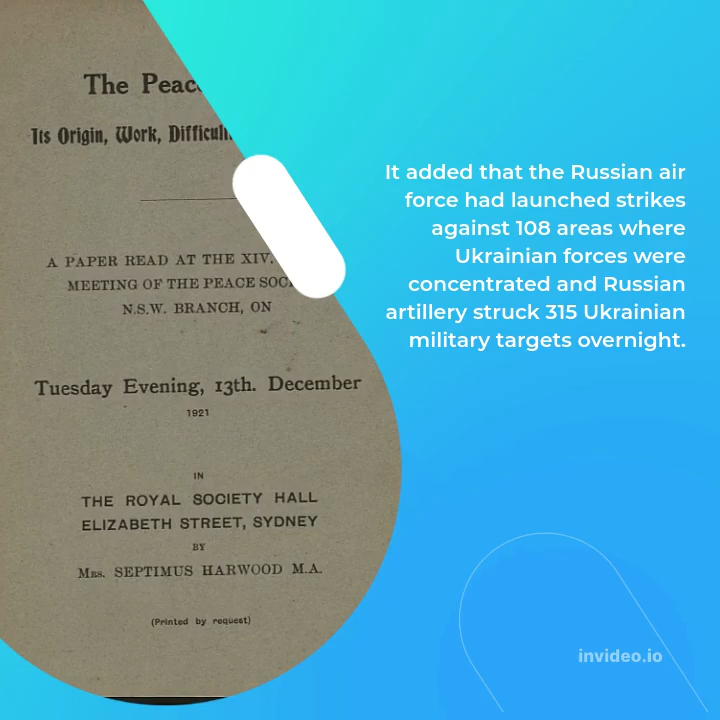 The Peac
Its Origin, Work, Difficul
A PAPER READ AT THE XIV.
MEETING OF THE PEACE SOC
N.S.W. BRANCH, ON
Tuesday Evening, 13th. December
1921
IN
THE ROYAL SOCIETY HALL
ELIZABETH STREET, SYDNEY
BY
Mrs. SEPTIMUS HARWOOD M.A.
(Printed by request)
It added that the Russian air
force had launched strikes
against 108 areas where
Ukrainian forces were
concentrated and Russian
artillery struck 315 Ukrainian
military targets overnight.
invideo.io